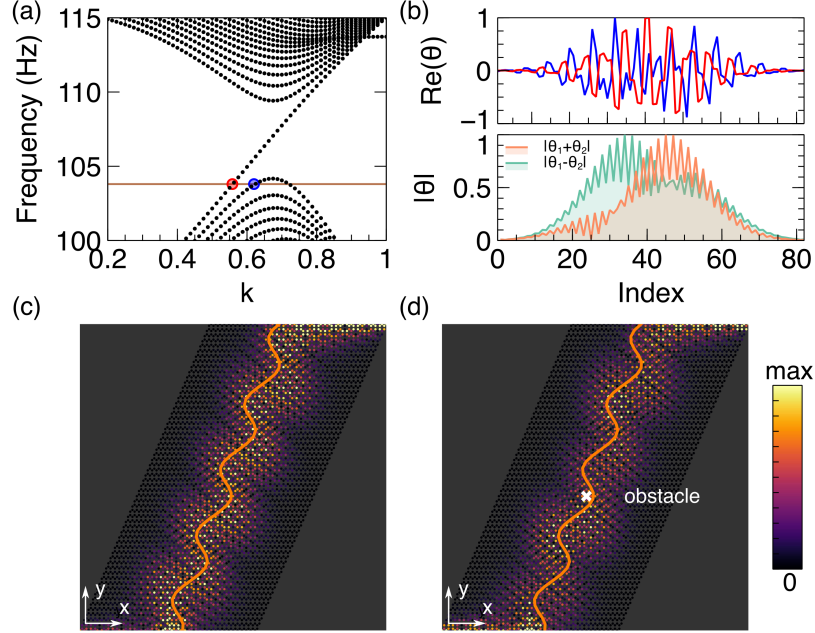 (a)
115
110
105
100
Frequency (Hz)
0.2
0.4
0.6
0.8
1
k
(b)
1
0
−1
Re(θ)
|θ₁+θ₂|
|θ₁-θ₂|
1
0.5
0
|θ|
0
20
40
60
80
Index
(c)
y
x
(d)
obstacle
y
x
max
0